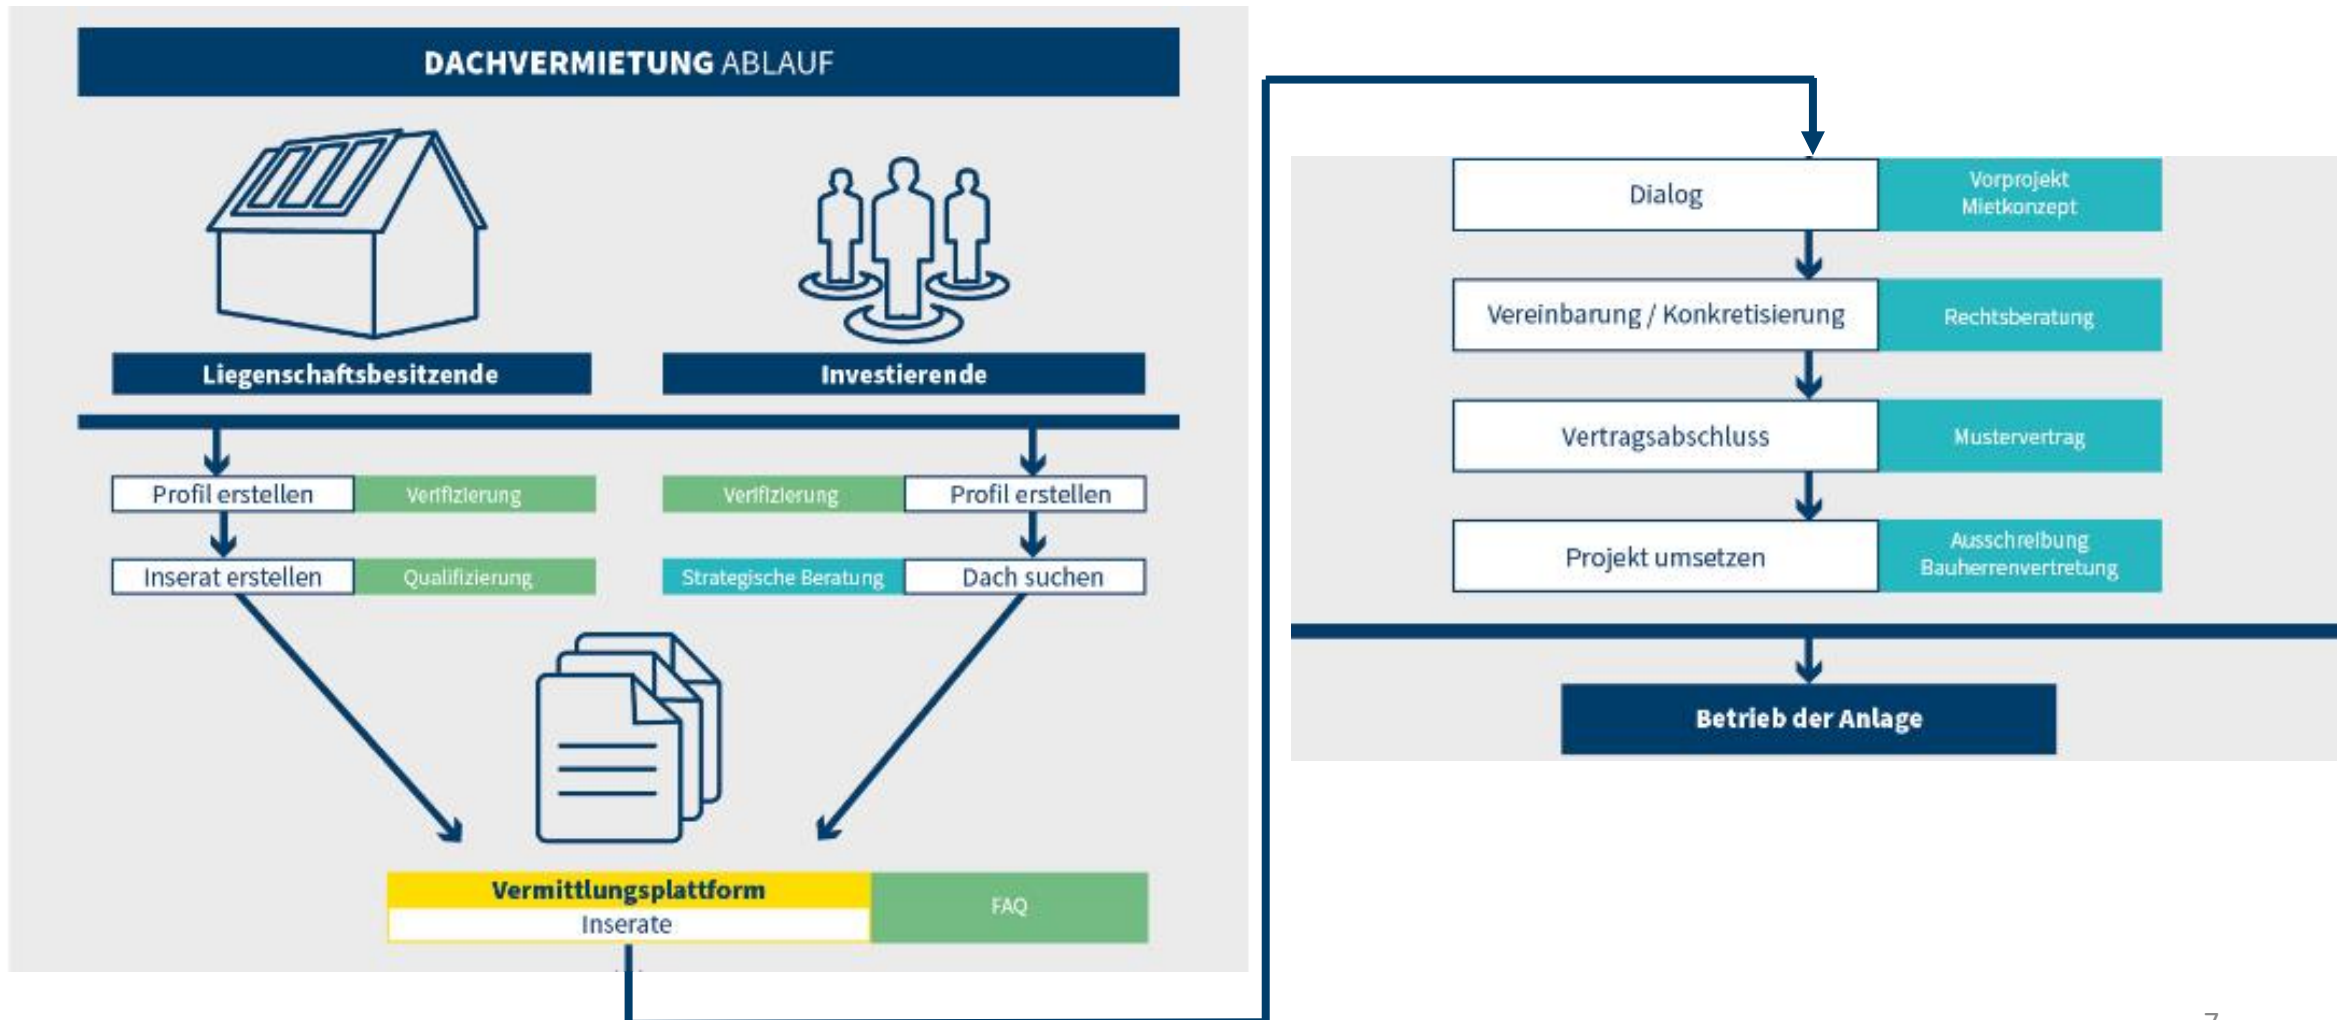 DACHVERMIETUNG ABLAUF
Liegenschaftsbesitzende
Investierende
Profil erstellen
Verifizierung
Verifizierung
Profil erstellen
Inserat erstellen
Qualifizierung
Strategische Beratung
Dach suchen
Vermittlungsplattform
Inserate
FAQ
Dialog
Vorprojekt
Mietkonzept
Vereinbarung / Konkretisierung
Rechtsberatung
Vertragsabschluss
Mustervertrag
Projekt umsetzen
Ausschreibung
Bauherrenvertretung
Betrieb der Anlage
7